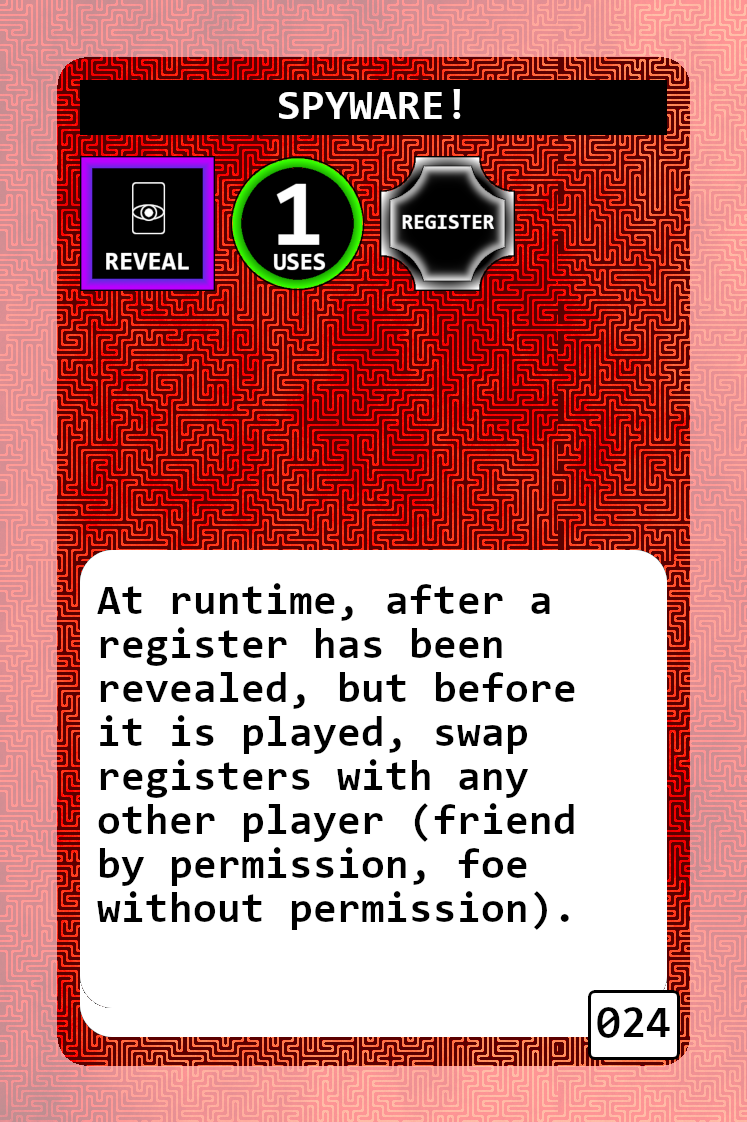 SPYWARE!
REVEAL
1
USES
REGISTER
At runtime, after a
register has been
revealed, but before
it is played, swap
registers with any
other player (friend
by permission, foe
without permission).
024